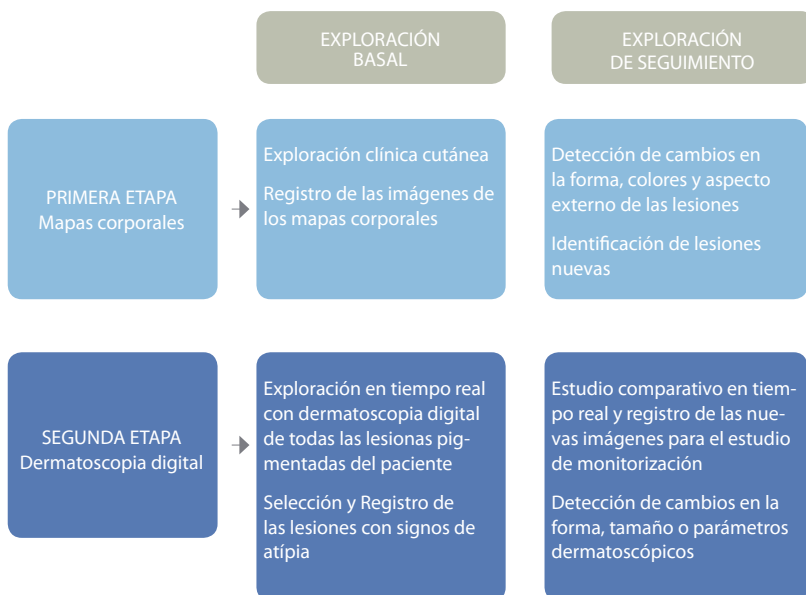 EXPLORACIÓN
BASAL
EXPLORACIÓN
DE SEGUIMIENTO
PRIMERA ETAPA
Mapas corporales
Exploración clínica cutánea
Registro de las imágenes de
los mapas corporales
Detección de cambios en
la forma, colores y aspecto
externo de las lesiones
Identificación de lesiones
nuevas
SEGUNDA ETAPA
Dermatoscopia digital
Exploración en tiempo real
con dermatoscopia digital
de todas las lesionas pig-
mentadas del paciente
Selección y Registro de
las lesiones con signos de
atípia
Estudio comparativo en tiem-
po real y registro de las nue-
vas imágenes para el estudio
de monitorización
Detección de cambios en la
forma, tamaño o parámetros
dermatoscópicos